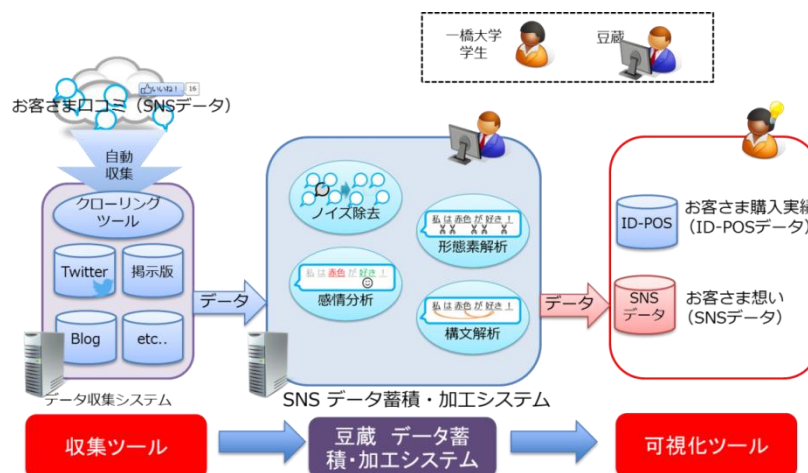 一橋大学
学生
豆蔵
いいね！ 16
お客さま口コミ（SNSデータ）
自動
収集
クローリング
ツール
Twitter
掲示版
Blog
etc..
データ収集システム
データ
ノイズ除去
私 は 赤色 が 好き！
感情分析
私 は 赤色 が 好き！
形態素解析
私 は 赤色 が 好き！
構文解析
SNS データ蓄積・加工システム
データ
ID-POS
お客さま購入実績
（ID-POSデータ）
SNS
データ
お客さま想い
（SNSデータ）
収集ツール
豆蔵 データ蓄
積・加工システム
可視化ツール